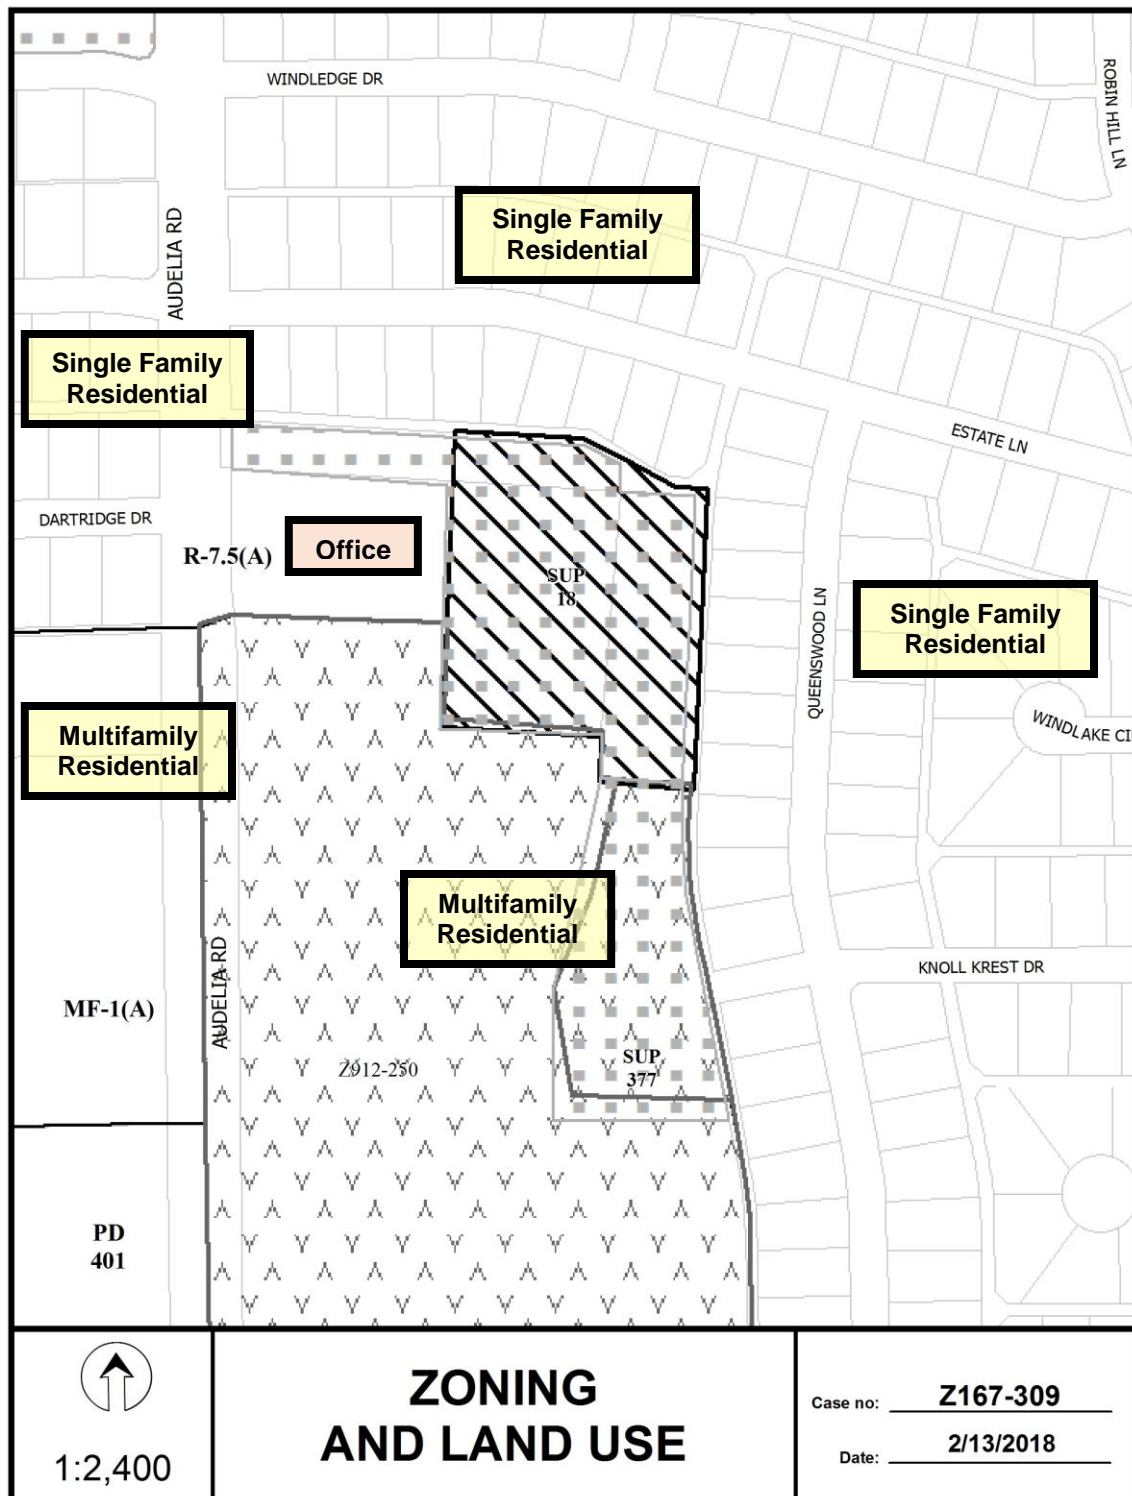 WINDLEDGE DR
ROBIN HILL LN
Single Family
Residential
AUDELIA RD
Single Family
Residential
ESTATE LN
DARTRIDGE DR
R-7.5(A)
Office
SUP
18
QUEENSWOOD LN
Single Family
Residential
Multifamily
Residential
WINDLAKE CI
Multifamily
Residential
AUDELIA RD
KNOLL KREST DR
MF-1(A)
SUP
377
Z912-250
PD
401
1:2,400
ZONING
AND LAND USE
Case no: Z167-309
Date: 2/13/2018